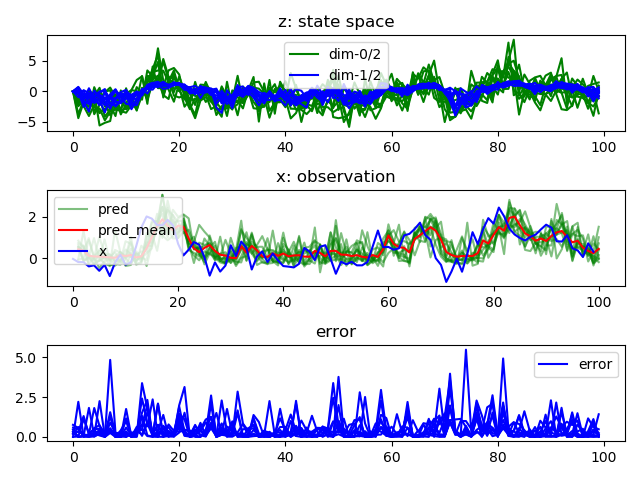 z: state space
5
0
−5
dim-0/2
dim-1/2
0 20 40 60 80 100
x: observation
2
0
pred
pred_mean
x
0 20 40 60 80 100
error
5.0
2.5
0.0
error
0 20 40 60 80 100